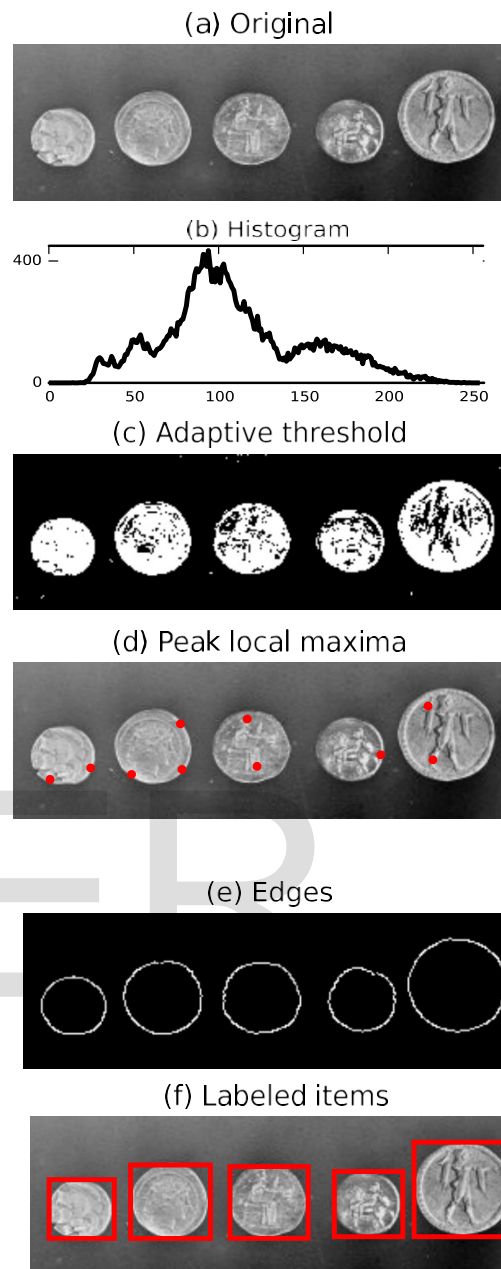 (a) Original
(b) Histogram
400
0
0 50 100 150 200 250
(c) Adaptive threshold
(d) Peak local maxima
(e) Edges
(f) Labeled items